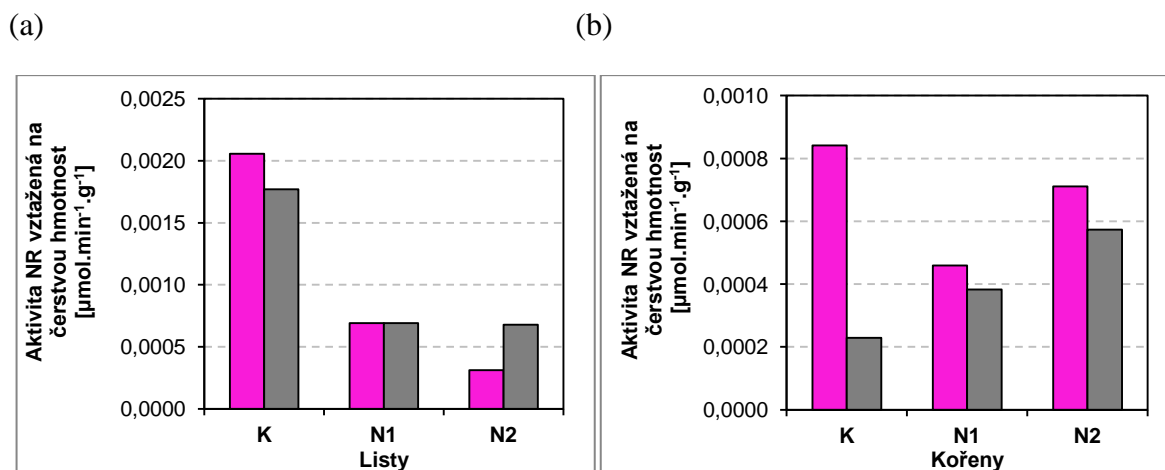 (a)
(b)
Aktivita NR vztažená na
čerstvou hmotnost
[µmol.min⁻¹.g⁻¹]
0,0025
0,0020
0,0015
0,0010
0,0005
0,0000
K N1 N2
Listy
Aktivita NR vztažená na
čerstvou hmotnost
[µmol.min⁻¹.g⁻¹]
0,0010
0,0008
0,0006
0,0004
0,0002
0,0000
K N1 N2
Kořeny